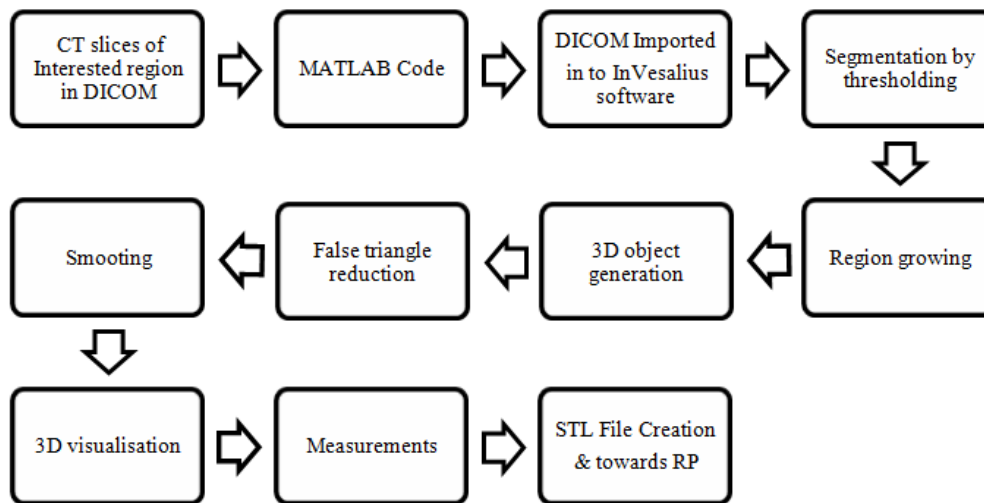 CT slices of
Interested region
in DICOM
MATLAB Code
DICOM Imported
in to InVesalius
software
Segmentation by
thresholding
Region growing
3D object
generation
False triangle
reduction
Smooting
3D visualisation
Measurements
STL File Creation
& towards RP